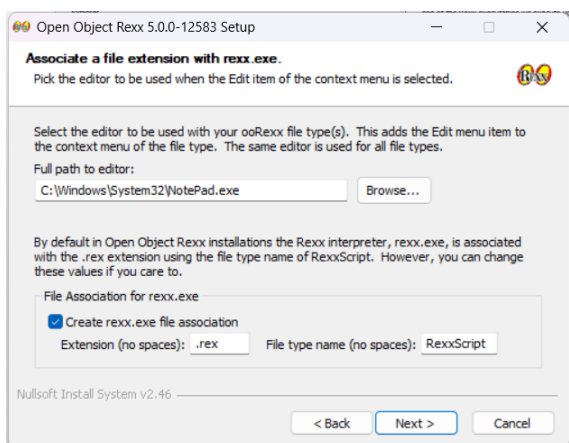 Open Object Rexx 5.0.0-12583 Setup
Associate a file extension with rexx.exe.
Pick the editor to be used when the Edit item of the context menu is selected.
Rexx
Select the editor to be used with your ooRexx file type(s). This adds the Edit menu item to
the context menu of the file type. The same editor is used for all file types.
Full path to editor:
C:\Windows\System32\NotePad.exe
Browse...
By default in Open Object Rexx installations the Rexx interpreter, rexx.exe, is associated
with the .rex extension using the file type name of RexxScript. However, you can change
these values if you care to.
File Association for rexx.exe
Create rexx.exe file association
Extension (no spaces): .rex File type name (no spaces): RexxScript
Nullsoft Install System v2.46
< Back Next > Cancel